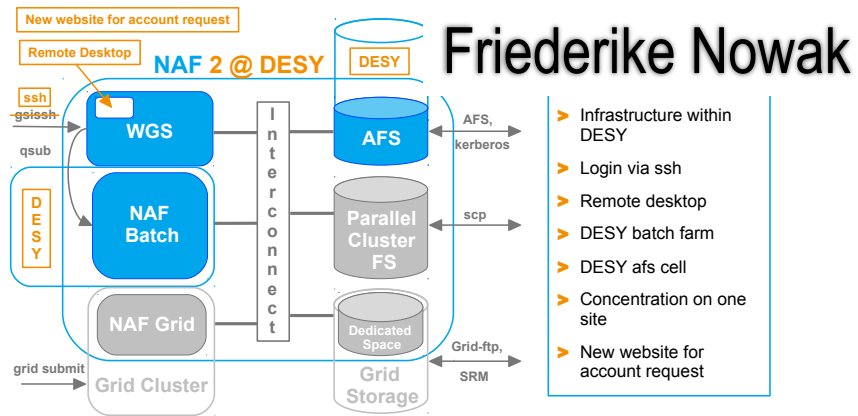 New website for account request
Remote Desktop
NAF 2 @ DESY
DESY
Friederike Nowak
ssh
gsissh
qsub
WGS
Interconnect
AFS
AFS,
kerberos
DESY
NAF
Batch
Parallel
Cluster
FS
scp
NAF Grid
Dedicated
Space
Grid-ftp,
SRM
grid submit
Grid Cluster
Grid
Storage
> Infrastructure within
DESY
> Login via ssh
> Remote desktop
> DESY batch farm
> DESY afs cell
> Concentration on one
site
> New website for
account request